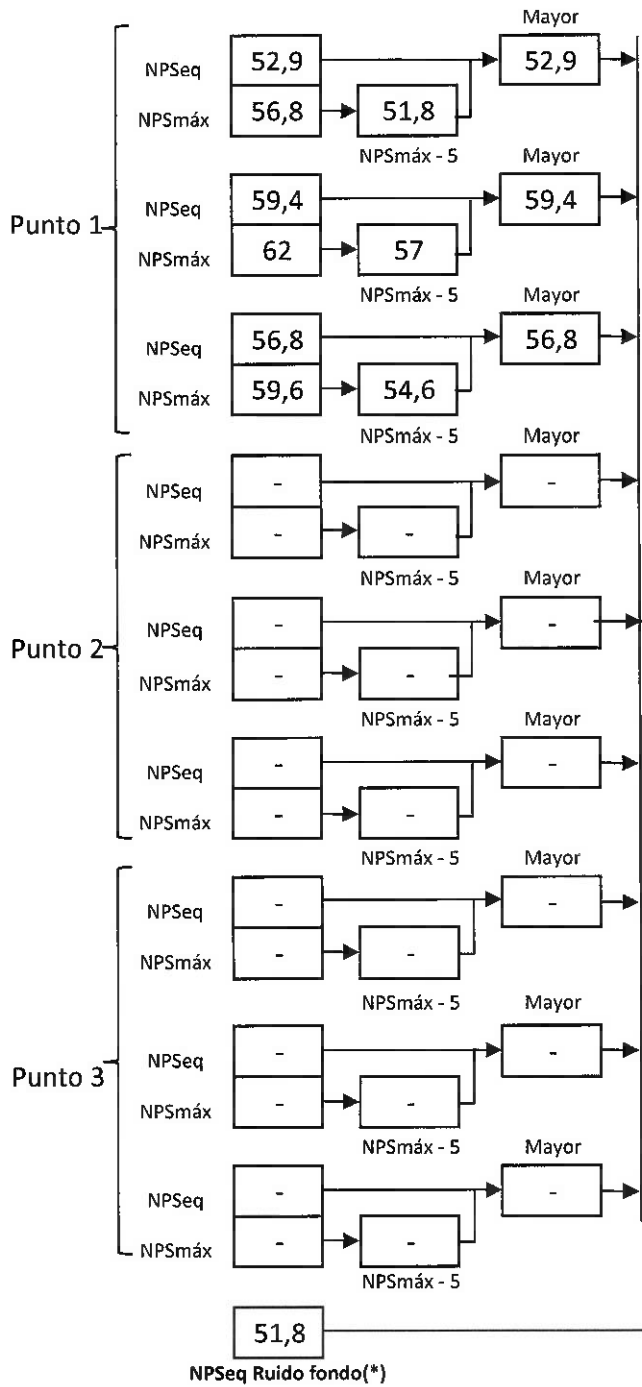 Mayor
NPSeq 52,9 52,9
NPSmáx 56,8 51,8
NPSmáx - 5
Mayor
NPSeq 59,4 59,4
Punto 1
NPSmáx 62 57
NPSmáx - 5 Mayor
NPSeq 56,8 56,8
NPSmáx 59,6 54,6
NPSmáx - 5
Mayor
NPSeq - -
NPSmáx - -
NPSmáx - 5
Mayor
NPSeq - -
Punto 2
NPSmáx - -
NPSmáx - 5 Mayor
NPSeq - -
NPSmáx - -
NPSmáx - 5 Mayor
NPSeq - -
NPSmáx - -
NPSmáx - 5 Mayor
NPSeq - -
Punto 3
NPSmáx - -
NPSmáx - 5 Mayor
NPSeq - -
NPSmáx - -
NPSmáx - 5
51,8
NPSeq Ruido fondo(*)